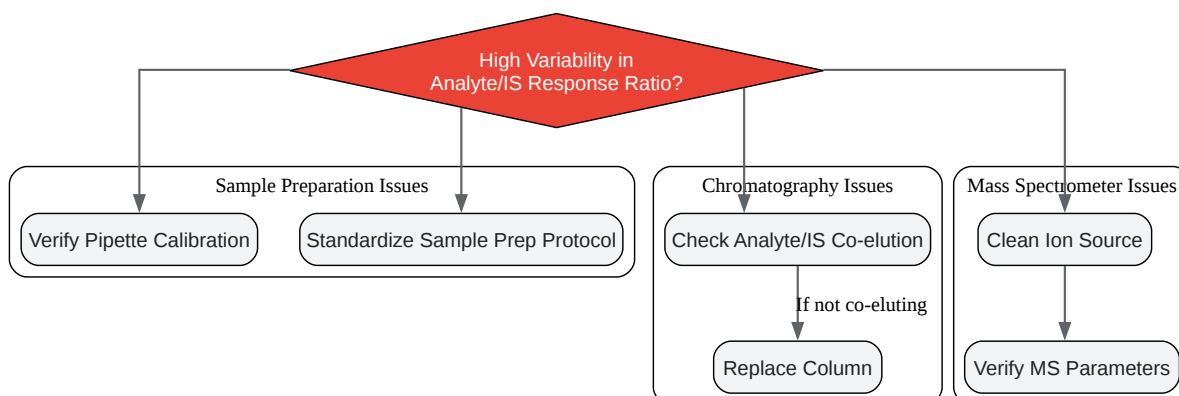 High Variability in
Analyte/IS Response Ratio?
Sample Preparation Issues
Chromatography Issues
Mass Spectrometer Issues
Verify Pipette Calibration
Standardize Sample Prep Protocol
Check Analyte/IS Co-elution
Clean Ion Source
If not co-eluting
Replace Column
Verify MS Parameters